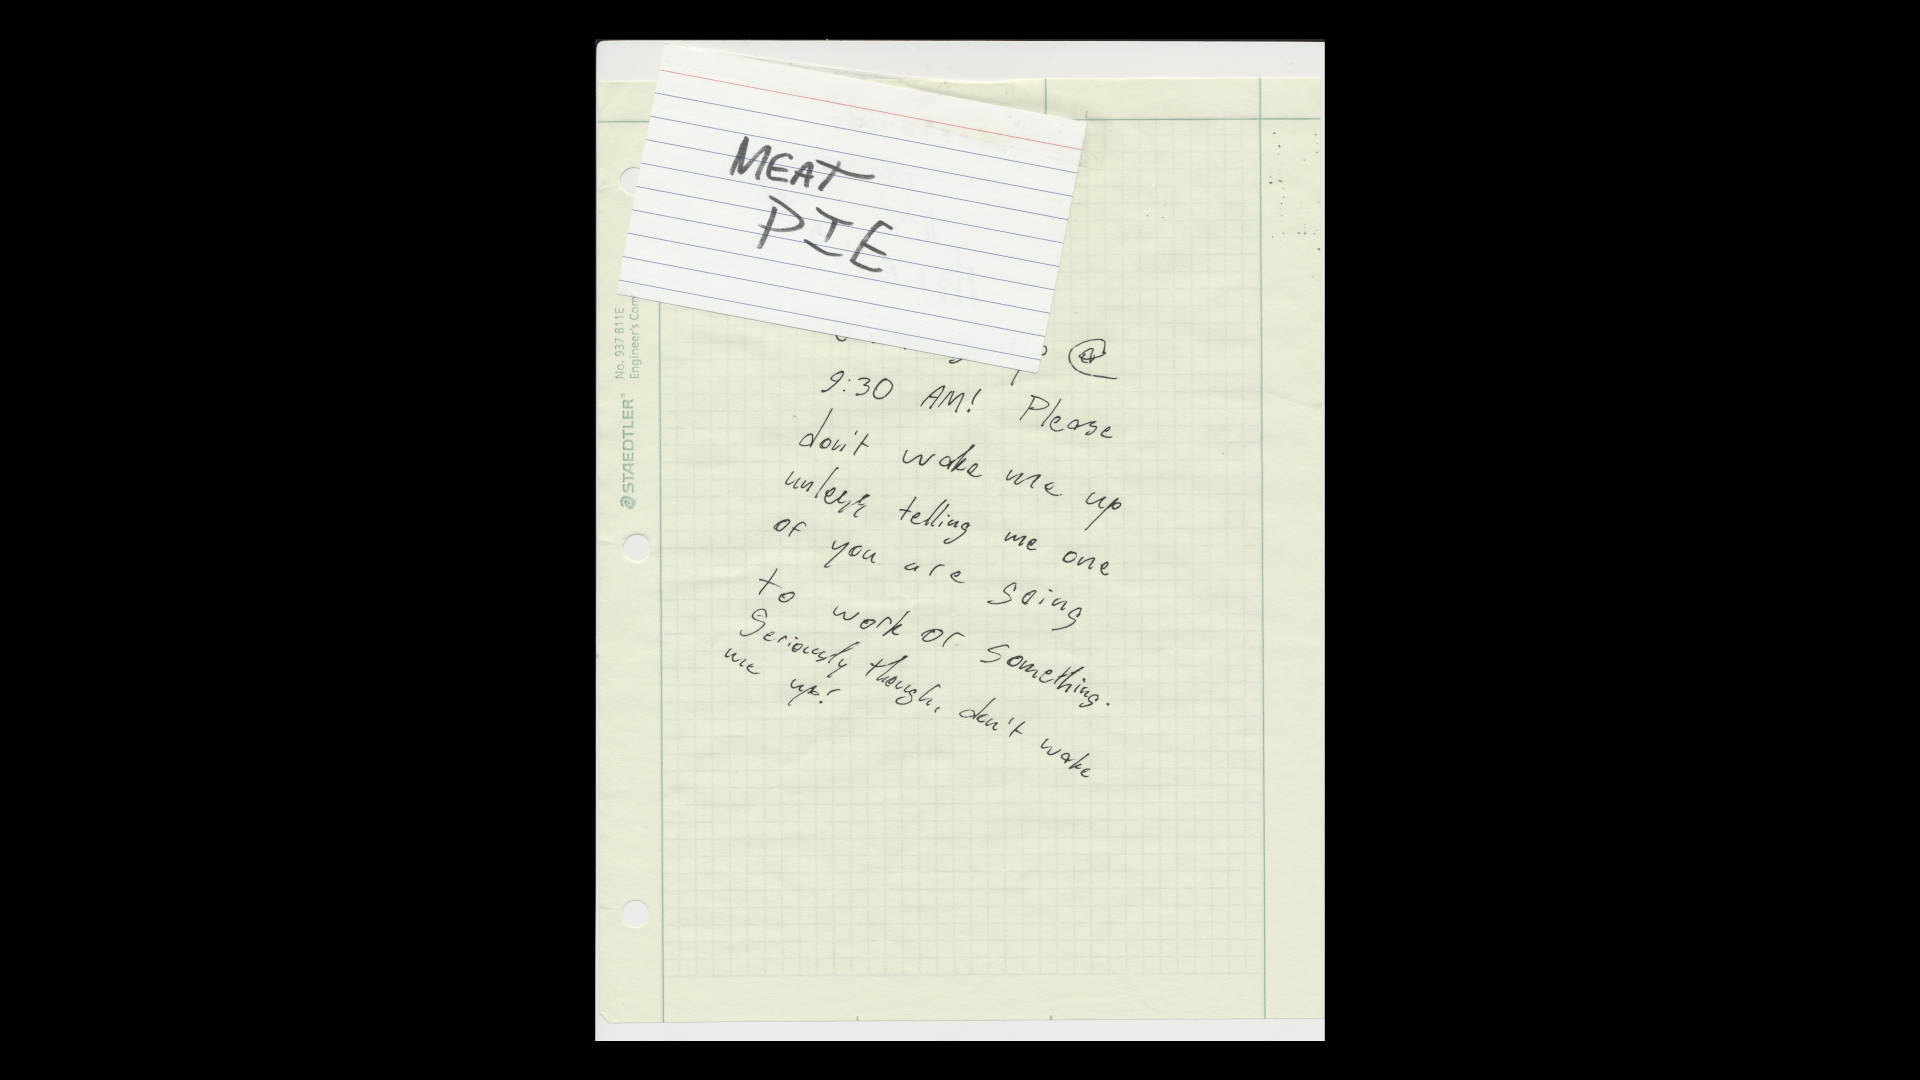 MEAT
PIE
@
9:30 AM! Please
don't wake me up
unless telling me one
of you are going
to work or something.
Seriously though, don't wake
me up!
No. 937 811E
Engineer's Com
STAEDTLER